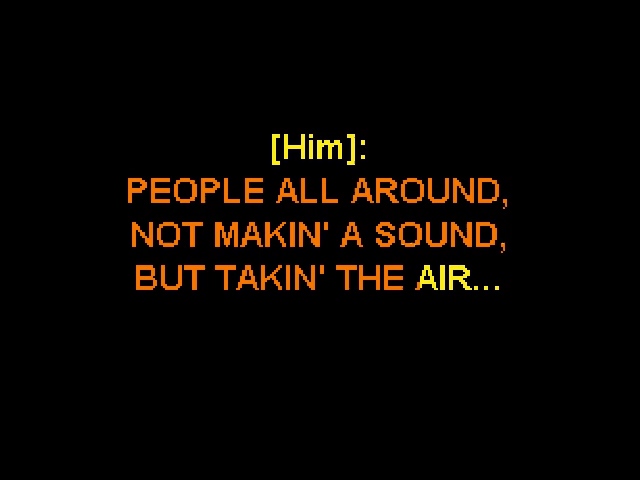 [Him]:
PEOPLE ALL AROUND,
NOT MAKIN' A SOUND,
BUT TAKIN' THE AIR...